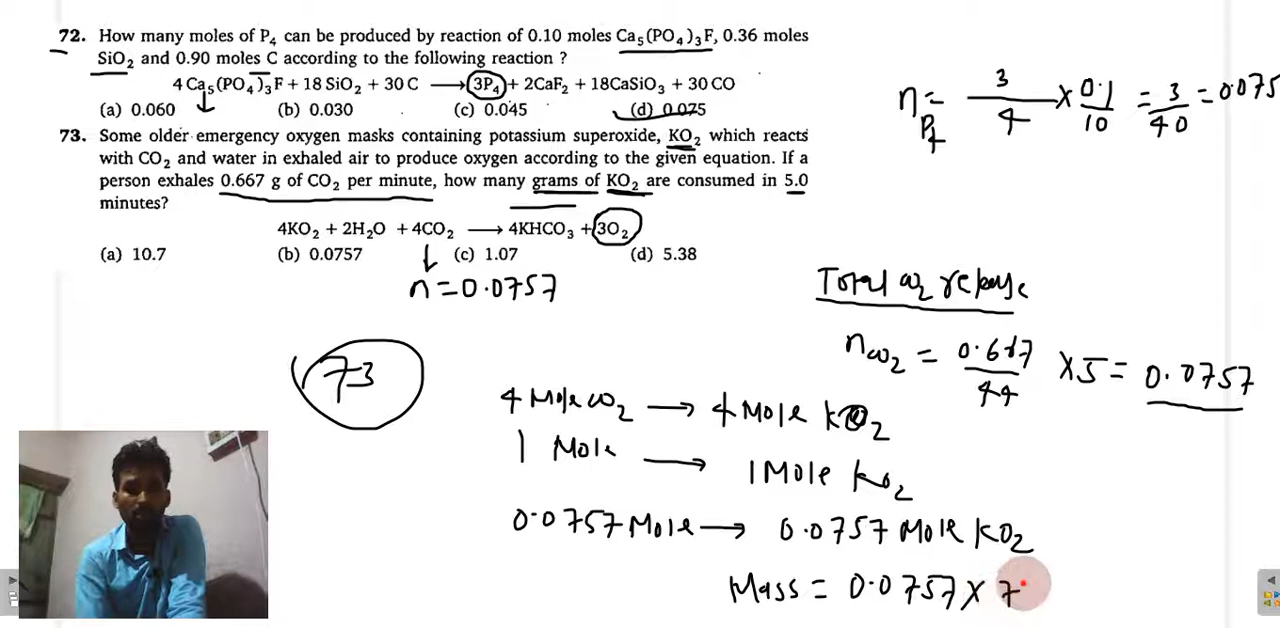 72. How many moles of P4 can be produced by reaction of 0.10 moles Ca5(PO4)3F, 0.36 moles
SiO2 and 0.90 moles C according to the following reaction ?
4 Ca5(PO4)3F + 18 SiO2 + 30 C ⟶ 3P4 + 2CaF2 + 18CaSiO3 + 30 CO
(a) 0.060 (b) 0.030 (c) 0.045 (d) 0.075
73. Some older emergency oxygen masks containing potassium superoxide, KO2 which reacts
with CO2 and water in exhaled air to produce oxygen according to the given equation. If a
person exhales 0.667 g of CO2 per minute, how many grams of KO2 are consumed in 5.0
minutes?
4KO2 + 2H2O + 4CO2 ⟶ 4KHCO3 + 3O2
(a) 10.7 (b) 0.0757 (c) 1.07 (d) 5.38
n = 0.0757
nP4 = 3/4 × 0.1/10 = 3/40 = 0.075
Total
nCO2 = 0.667/44 × 5 = 0.0757
73
4 Mole CO2 → 4 Mole KO2
1 Mole → 1 Mole KO2
0.0757 Mole → 0.0757 Mole KO2
Mass = 0.0757 × 7